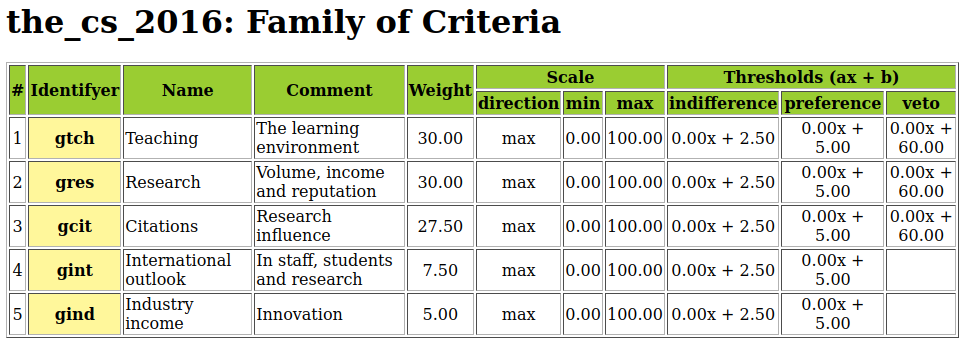 the_cs_2016: Family of Criteria
# Identifyer Name Comment Weight Scale Thresholds (ax + b)
direction min max indifference preference veto
1 gtch Teaching The learning environment 30.00 max 0.00 100.00 0.00x + 2.50 0.00x + 5.00 0.00x + 60.00
2 gres Research Volume, income and reputation 30.00 max 0.00 100.00 0.00x + 2.50 0.00x + 5.00 0.00x + 60.00
3 gcit Citations Research influence 27.50 max 0.00 100.00 0.00x + 2.50 0.00x + 5.00 0.00x + 60.00
4 gint International outlook In staff, students and research 7.50 max 0.00 100.00 0.00x + 2.50 0.00x + 5.00
5 gind Industry income Innovation 5.00 max 0.00 100.00 0.00x + 2.50 0.00x + 5.00